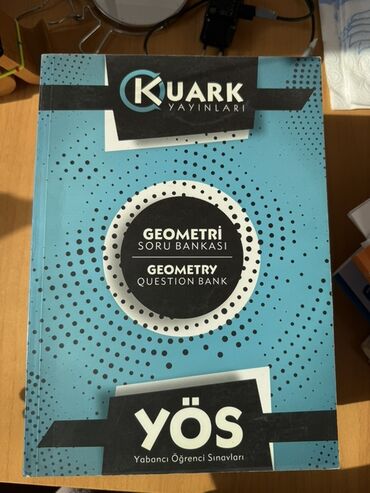 KUARK
YAYINLARI
GEOMETRİ
SORU BANKASI
GEOMETRY
QUESTION BANK
YÖS
Yabancı Öğrenci Sınavları